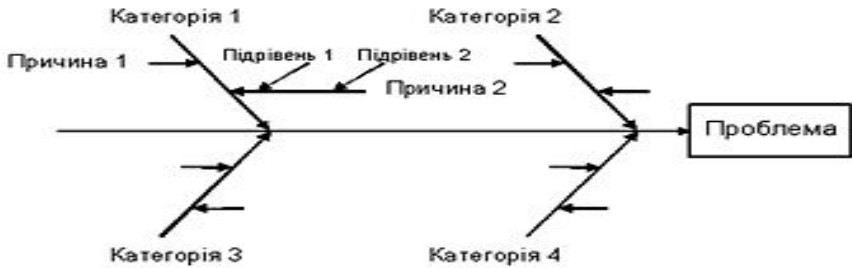 Категорія 1
Категорія 2
Причина 1
Підрівень 1
Підрівень 2
Причина 2
Проблема
Категорія 3
Категорія 4